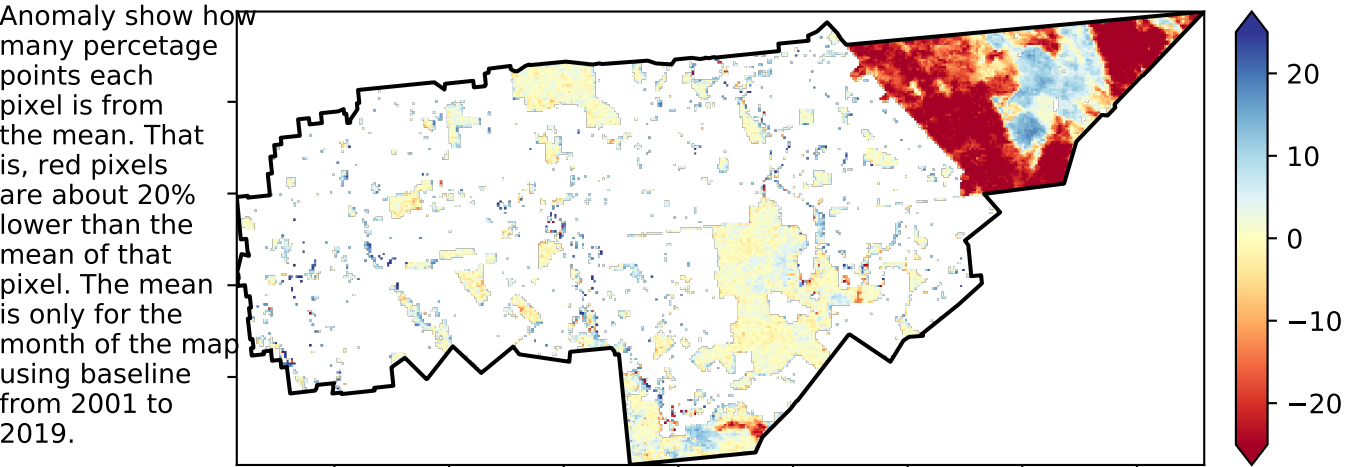 Anomaly show how
many percetage
points each
pixel is from
the mean. That
is, red pixels
are about 20%
lower than the
mean of that
pixel. The mean
is only for the
month of the map
using baseline
from 2001 to
2019.
20
10
0
−10
−20